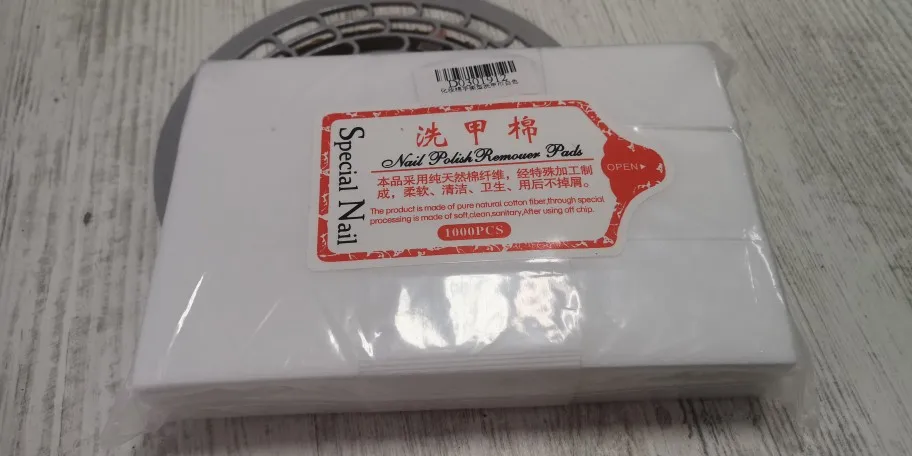 D0301912
洗甲棉
Nail Polish Remouer Pads
本品采用纯天然棉纤维，经特殊加工制
成，柔软、清洁、卫生、用后不掉屑。
The product is made of pure natural cotton fiber,through special
processing is made of soft,clean,sanitary,After using off chip.
1000PCS
Special Nail
OPEN